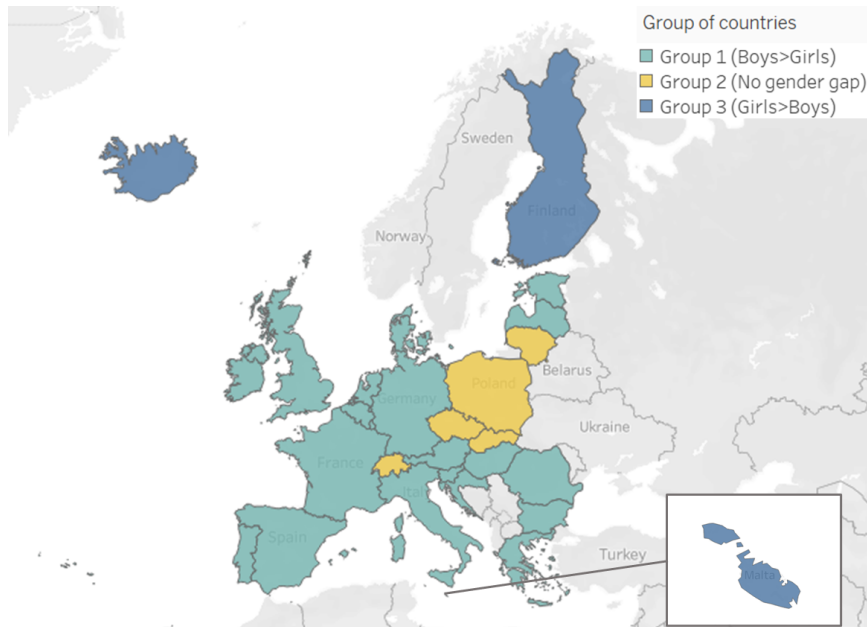 Group of countries
Group 1 (Boys>Girls)
Group 2 (No gender gap)
Group 3 (Girls>Boys)
Sweden
Finland
Norway
Belarus
Poland
Germany
Ukraine
France
Italy
Spain
Turkey
Malta